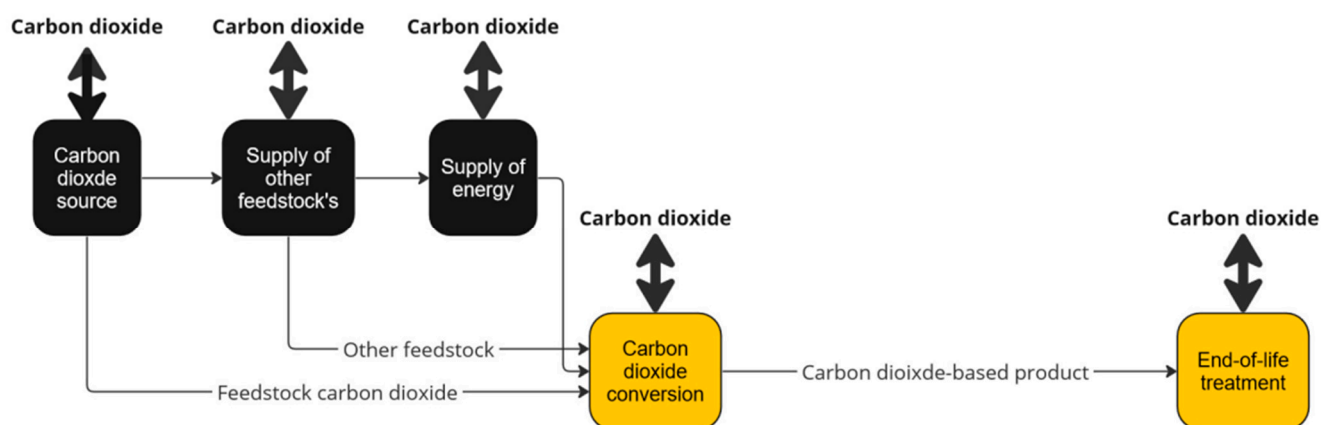 Carbon dioxide
Carbon dioxide
Carbon dioxide
Carbon
dioxde
source
Supply of
other
feedstock's
Supply of
energy
Carbon dioxide
Carbon dioxide
Other feedstock
Feedstock carbon dioxide
Carbon
dioxide
conversion
Carbon dioixde-based product
End-of-life
treatment